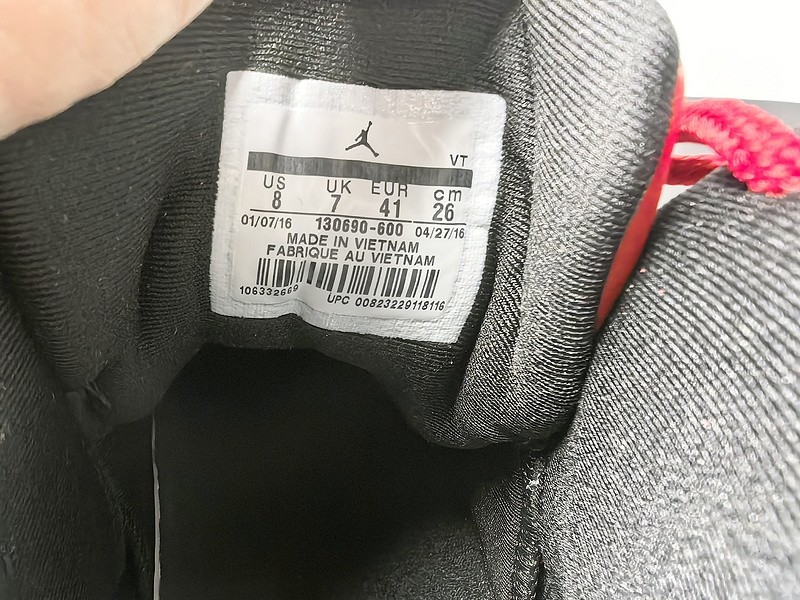 VT
US UK EUR cm
8 7 41 26
01/07/16 130690-600 04/27/16
MADE IN VIETNAM
FABRIQUE AU VIETNAM
106332669
UPC 00823229118116